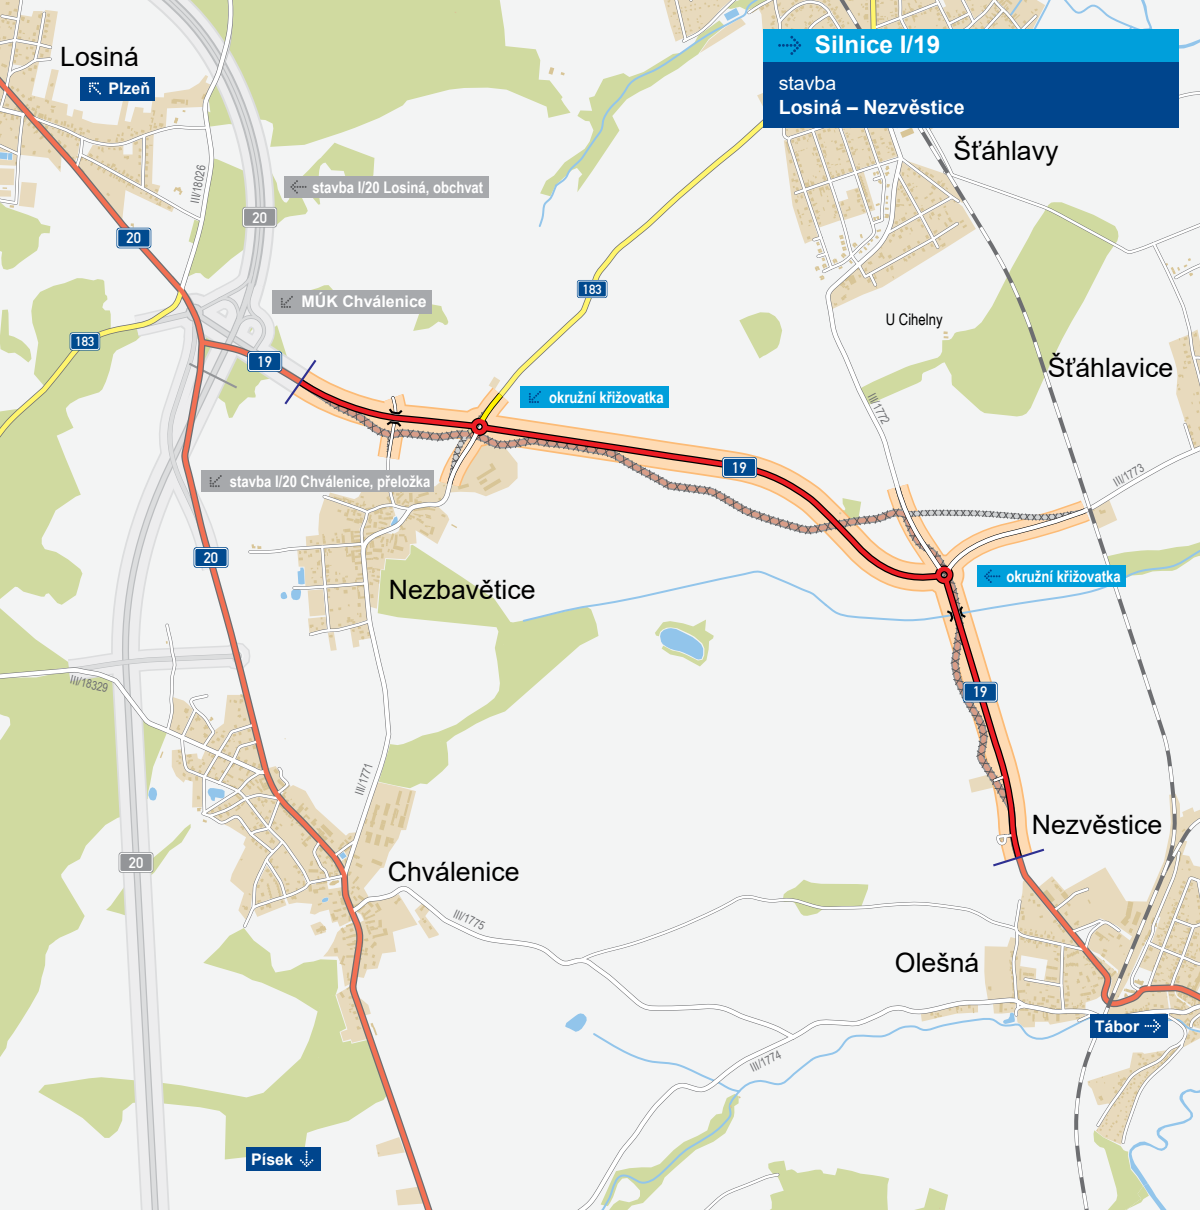 Silnice I/19
stavba
Losiná – Nezvěstice
Losiná
Plzeň
Šťáhlavy
III/18026
stavba I/20 Losiná, obchvat
20
20
183
MÚK Chválenice
U Cihelny
183
19
Šťáhlavice
okružní křižovatka
III/1772
19
III/1773
stavba I/20 Chválenice, přeložka
20
okružní křižovatka
Nezbavětice
III/18329
19
III/1771
Nezvěstice
20
Chválenice
III/1775
Olešná
Tábor
III/1774
Písek